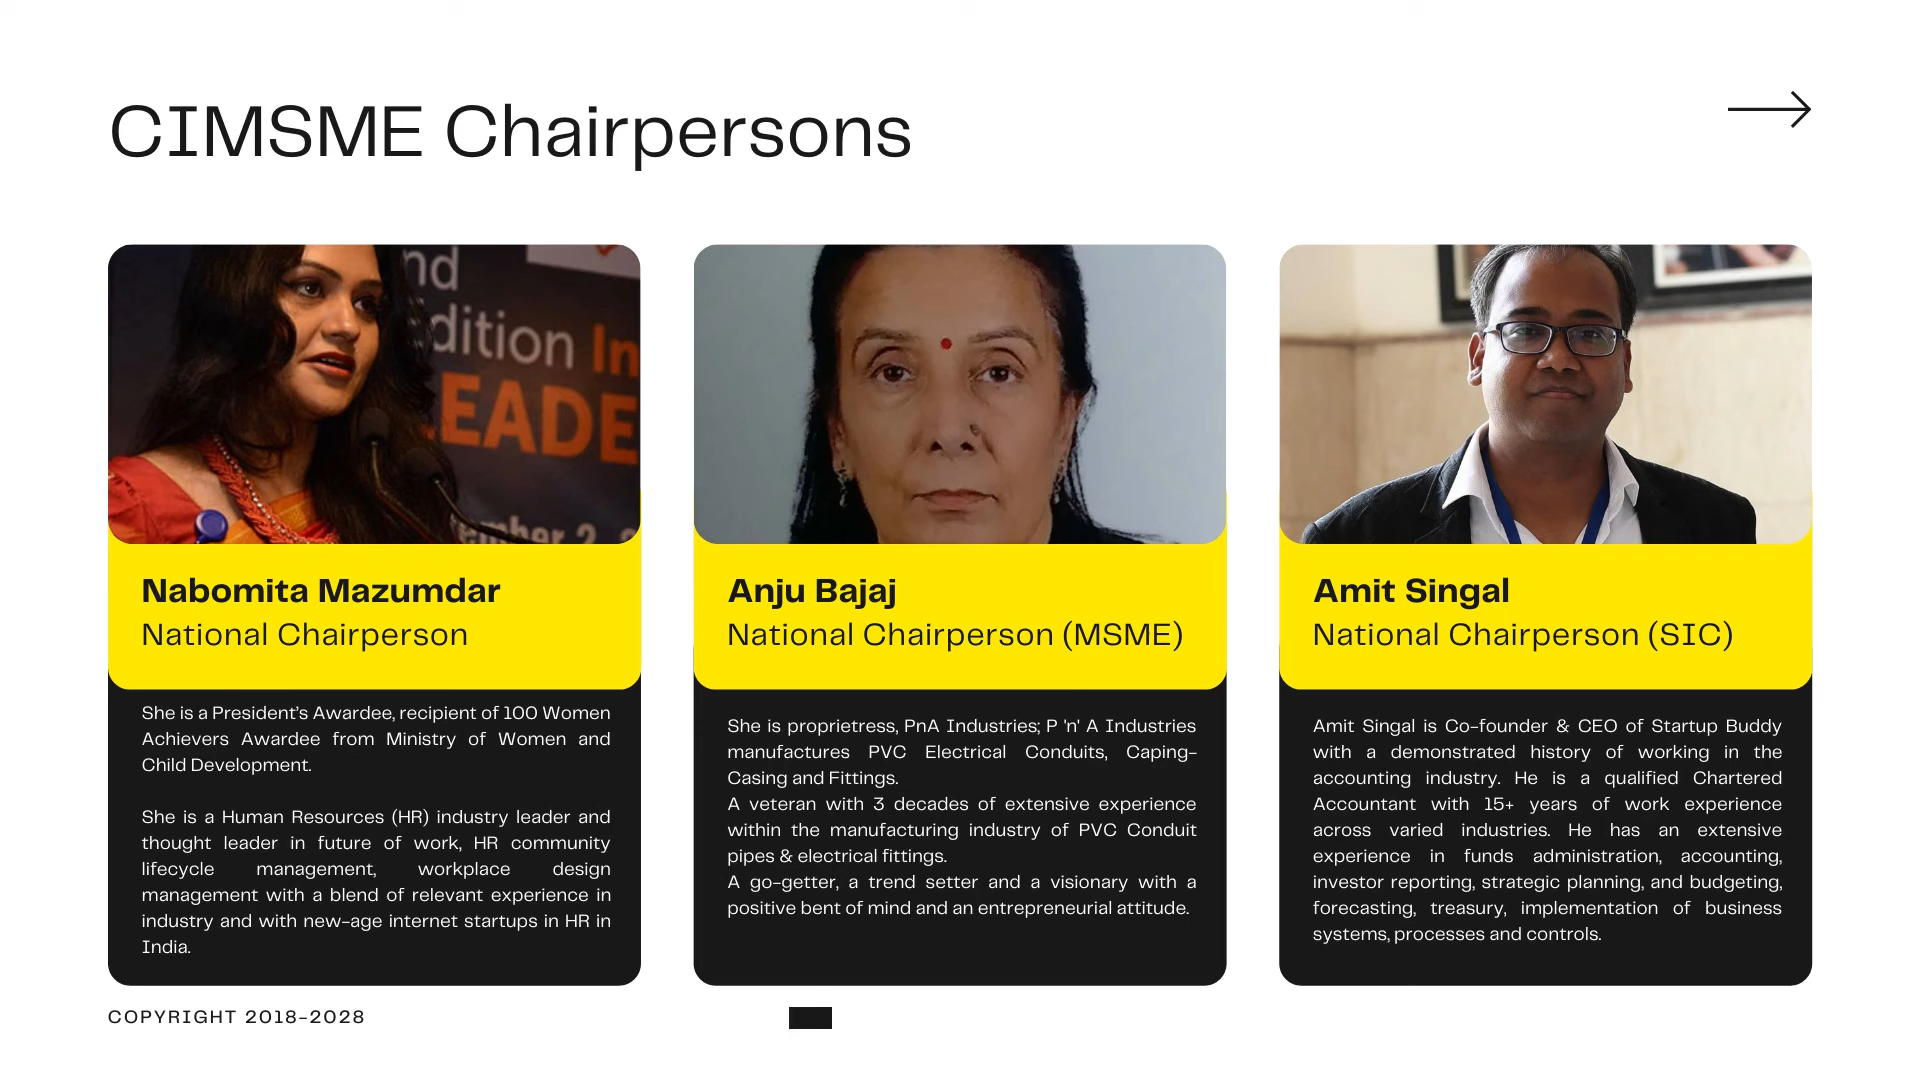 CIMSME Chairpersons
nd
dition In
LEADE
mber 2,
Nabomita Mazumdar
National Chairperson
She is a President’s Awardee, recipient of 100 Women
Achievers Awardee from Ministry of Women and
Child Development.
She is a Human Resources (HR) industry leader and
thought leader in future of work, HR community
lifecycle management, workplace design
management with a blend of relevant experience in
industry and with new-age internet startups in HR in
India.
Anju Bajaj
National Chairperson (MSME)
She is proprietress, PnA Industries; P 'n' A Industries
manufactures PVC Electrical Conduits, Caping-
Casing and Fittings.
A veteran with 3 decades of extensive experience
within the manufacturing industry of PVC Conduit
pipes & electrical fittings.
A go-getter, a trend setter and a visionary with a
positive bent of mind and an entrepreneurial attitude.
Amit Singal
National Chairperson (SIC)
Amit Singal is Co-founder & CEO of Startup Buddy
with a demonstrated history of working in the
accounting industry. He is a qualified Chartered
Accountant with 15+ years of work experience
across varied industries. He has an extensive
experience in funds administration, accounting,
investor reporting, strategic planning, and budgeting,
forecasting, treasury, implementation of business
systems, processes and controls.
COPYRIGHT 2018-2028